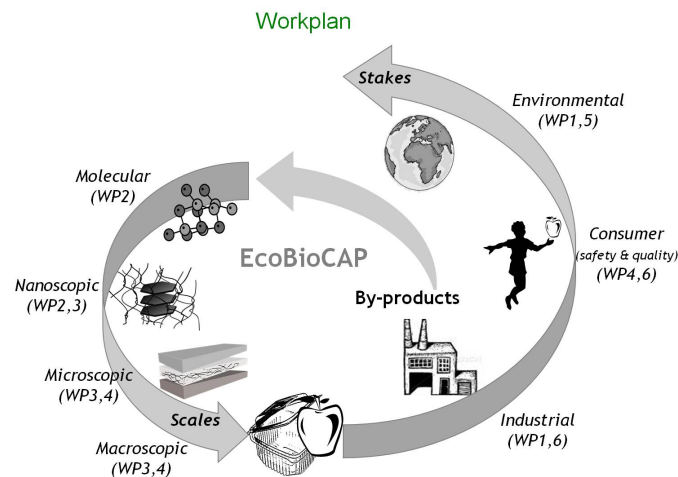 Workplan
Stakes
Environmental
(WP1,5)
Molecular
(WP2)
Consumer
(safety & quality)
(WP4,6)
EcoBioCAP
Nanoscopic
(WP2,3)
By-products
Microscopic
(WP3,4)
Scales
Industrial
(WP1,6)
Macroscopic
(WP3,4)